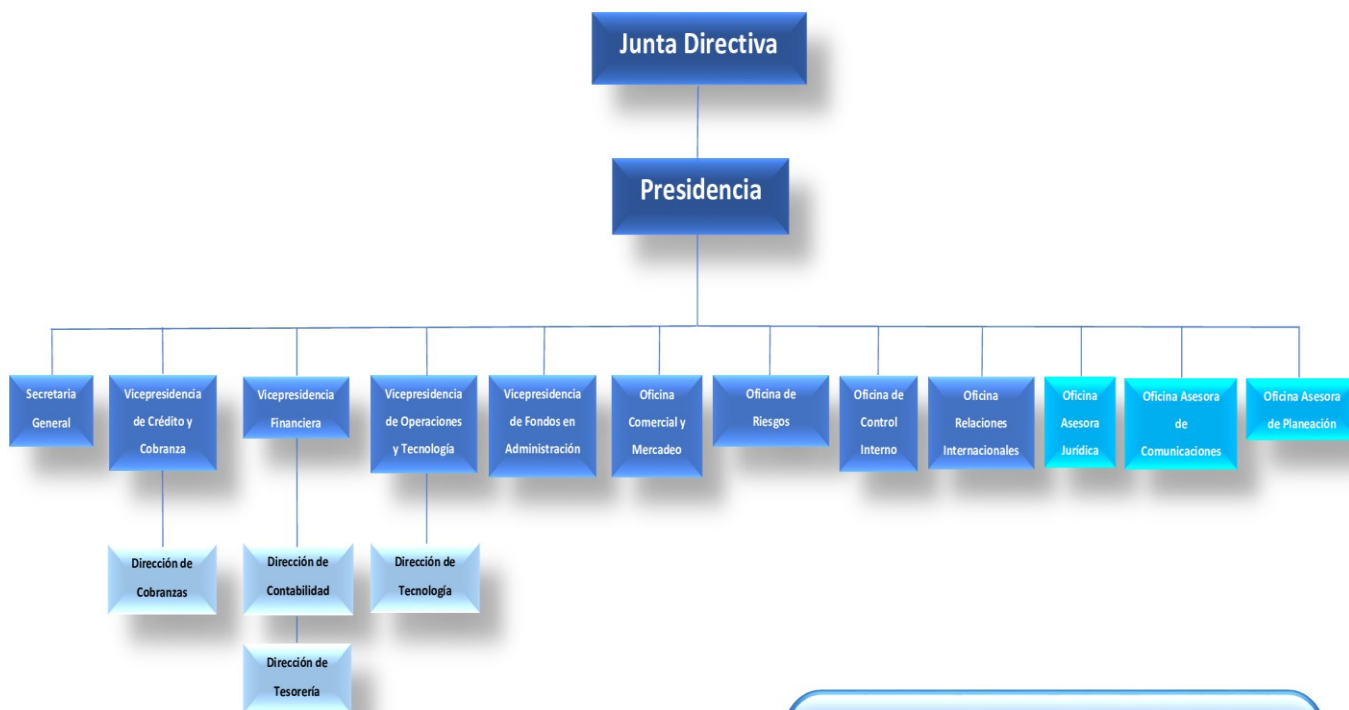 Junta Directiva
Presidencia
Secretaria
General
Vicepresidencia
de Crédito y
Cobranza
Vicepresidencia
Financiera
Vicepresidencia
de Operaciones
y Tecnología
Vicepresidencia
de Fondos en
Administración
Oficina
Comercial y
Mercadeo
Oficina de
Riesgos
Oficina de
Control
Interno
Oficina
Relaciones
Internacionales
Oficina
Asesora
Jurídica
Oficina Asesora
de
Comunicaciones
Oficina Asesora
de Planeación
Dirección de
Cobranzas
Dirección de
Contabilidad
Dirección de
Tecnología
Dirección de
Tesorería